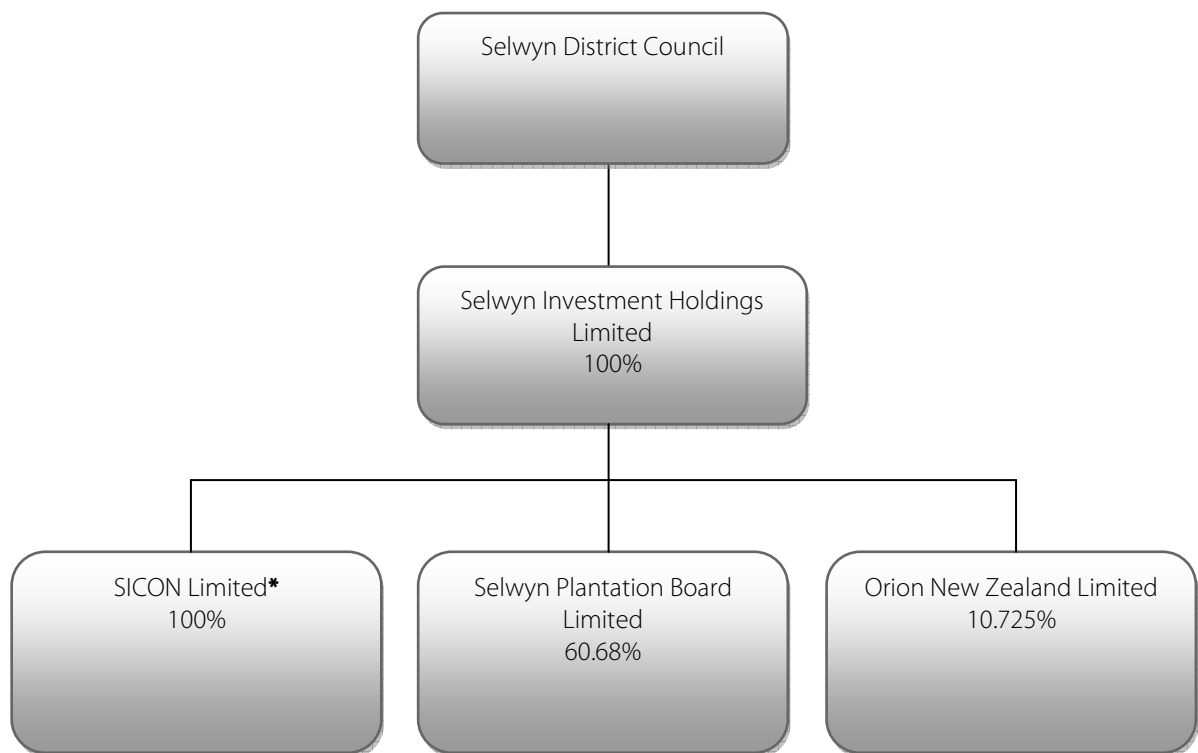 Selwyn District Council
Selwyn Investment Holdings
Limited
100%
SICON Limited*
100%
Selwyn Plantation Board
Limited
60.68%
Orion New Zealand Limited
10.725%